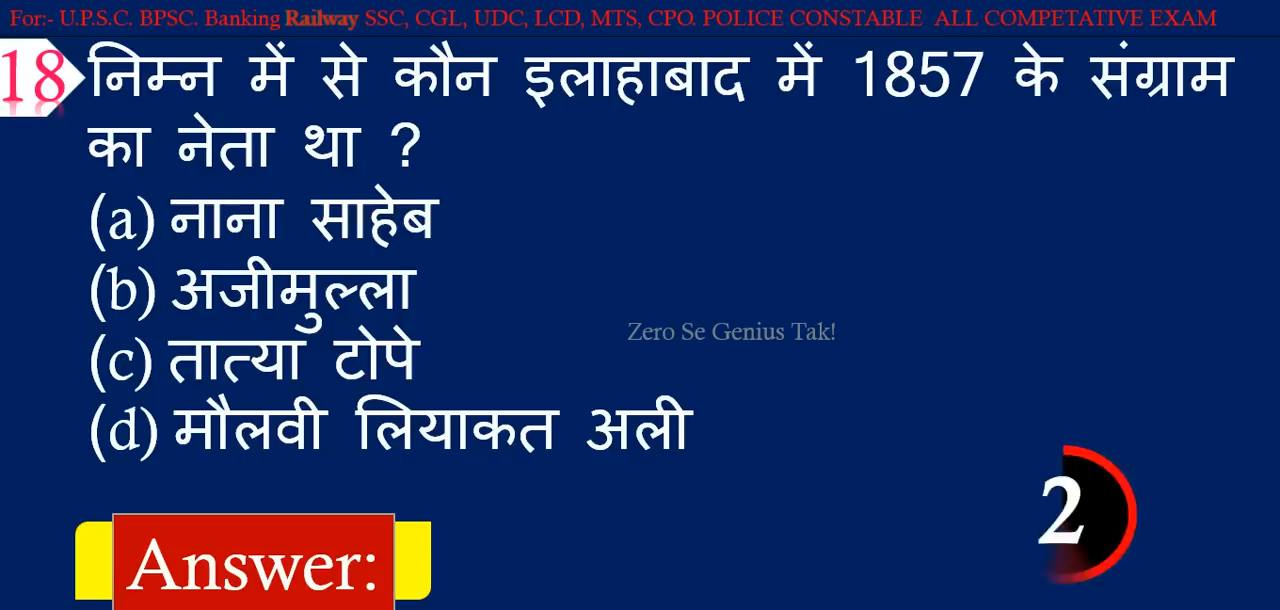 For:- U.P.S.C. BPSC. Banking Railway SSC, CGL, UDC, LCD, MTS, CPO. POLICE CONSTABLE ALL COMPETATIVE EXAM
18 निम्न में से कौन इलाहाबाद में 1857 के संग्राम
का नेता था ?
(a) नाना साहेब
(b) अजीमुल्ला
Zero Se Genius Tak!
(c) तात्या टोपे
(d) मौलवी लियाकत अली
2
Answer: